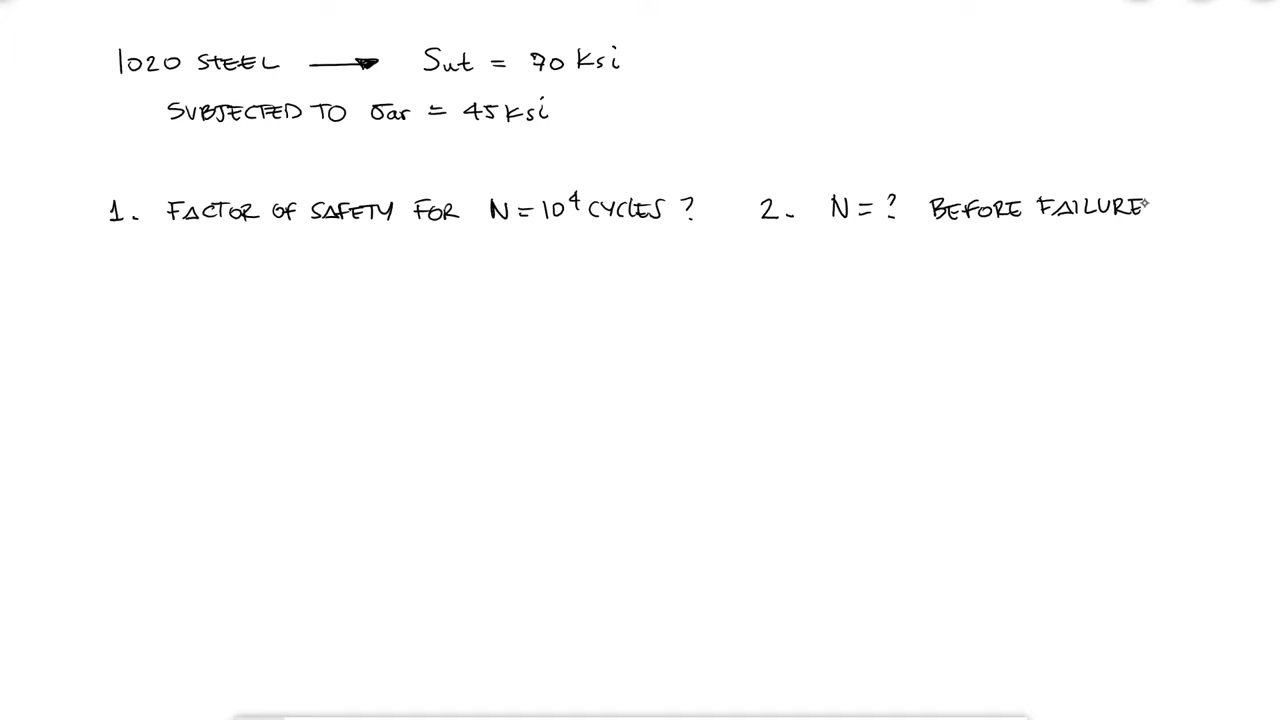 1020 STEEL ⟶ Sut = 70 ksi
SUBJECTED TO σar = 45 ksi
1. FACTOR OF SAFETY FOR N = 10⁴ CYCLES ? 2. N = ? BEFORE FAILURE